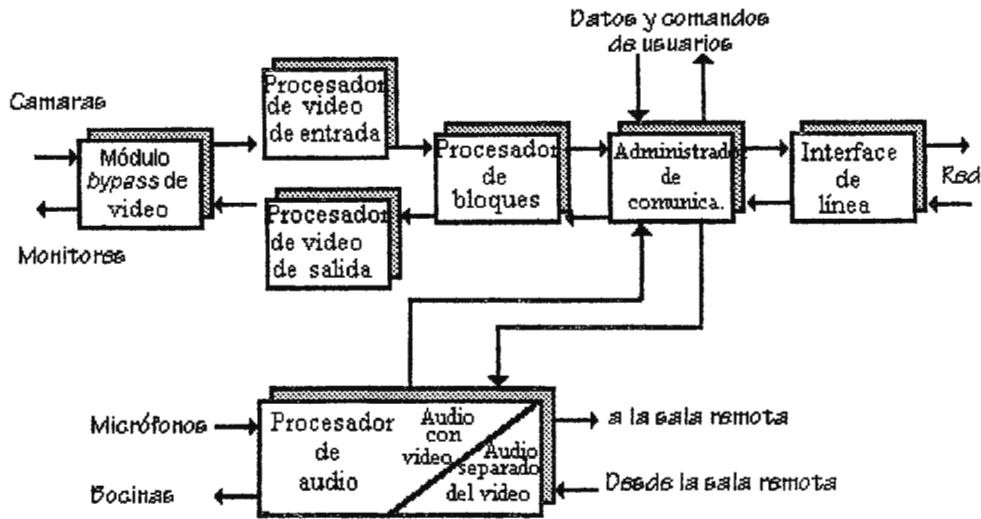 Datos y comandos
de usuarios
Camaras
Procesador
de video
de entrada
Módulo
bypass de
video
Monitores
Procesador
de video
de salida
Procesador
de
bloques
Administrador
de
comunica.
Interface
de
línea
Red
Micrófonos
Bocinas
Procesador
de
audio
Audio
con
video
Audio
separado
del video
a la sala remota
Desde la sala remota